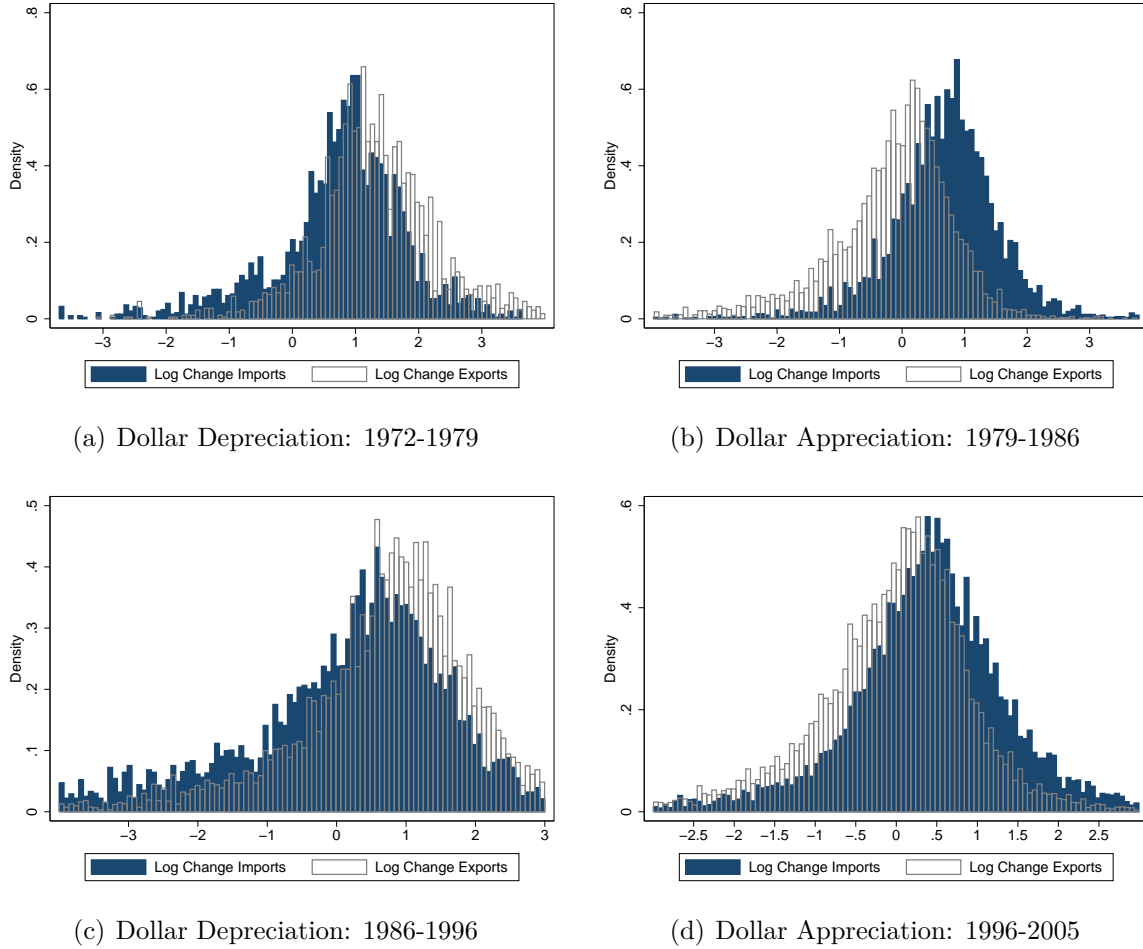 .8
.6
.4
.2
0
Density
−3 −2 −1 0 1 2 3
Log Change Imports Log Change Exports
(a) Dollar Depreciation: 1972-1979
.8
.6
.4
.2
0
Density
−3 −2 −1 0 1 2 3
Log Change Imports Log Change Exports
(b) Dollar Appreciation: 1979-1986
.5
.4
.3
.2
.1
0
Density
−3 −2 −1 0 1 2 3
Log Change Imports Log Change Exports
(c) Dollar Depreciation: 1986-1996
.6
.4
.2
0
Density
−2.5 −2 −1.5 −1 −.5 0 .5 1 1.5 2 2.5
Log Change Imports Log Change Exports
(d) Dollar Appreciation: 1996-2005